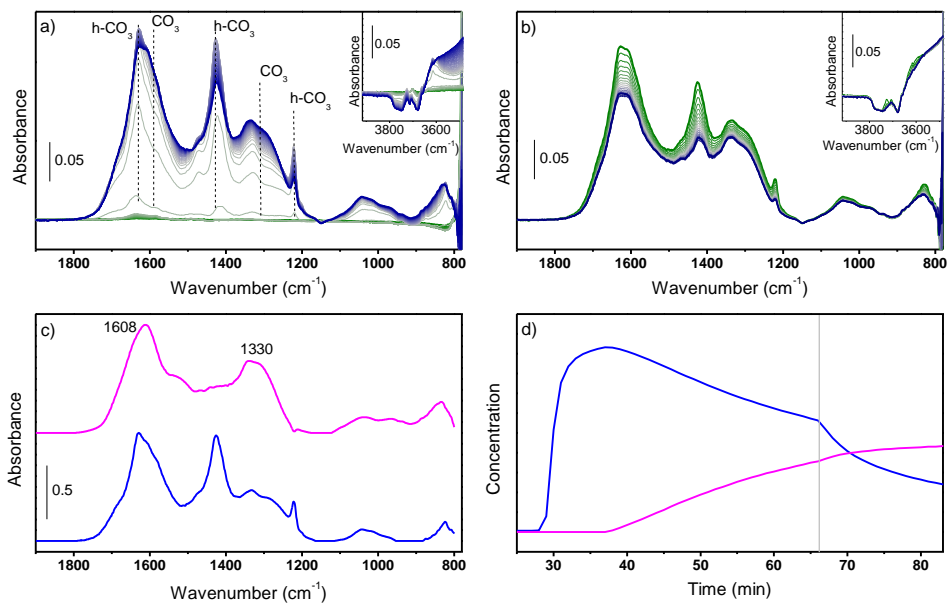 a)
h-CO₃
CO₃
h-CO₃
CO₃
h-CO₃
0.05
Absorbance
1800 1600 1400 1200 1000 800
Wavenumber (cm⁻¹)
0.05
Absorbance
3800 3600
Wavenumber (cm⁻¹)
b)
0.05
Absorbance
1800 1600 1400 1200 1000 800
Wavenumber (cm⁻¹)
0.05
Absorbance
3800 3600
Wavenumber (cm⁻¹)
c)
1608
1330
0.5
Absorbance
1800 1600 1400 1200 1000 800
Wavenumber (cm⁻¹)
d)
Concentration
30 40 50 60 70 80
Time (min)